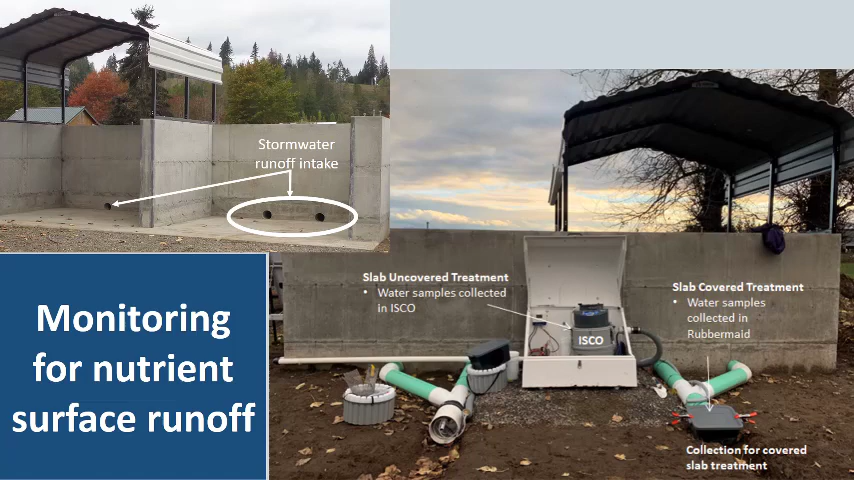 Stormwater
runoff intake
Slab Uncovered Treatment
• Water samples collected
in ISCO
Slab Covered Treatment
• Water samples
collected in
Rubbermaid
ISCO
Monitoring
for nutrient
surface runoff
Collection for covered
slab treatment